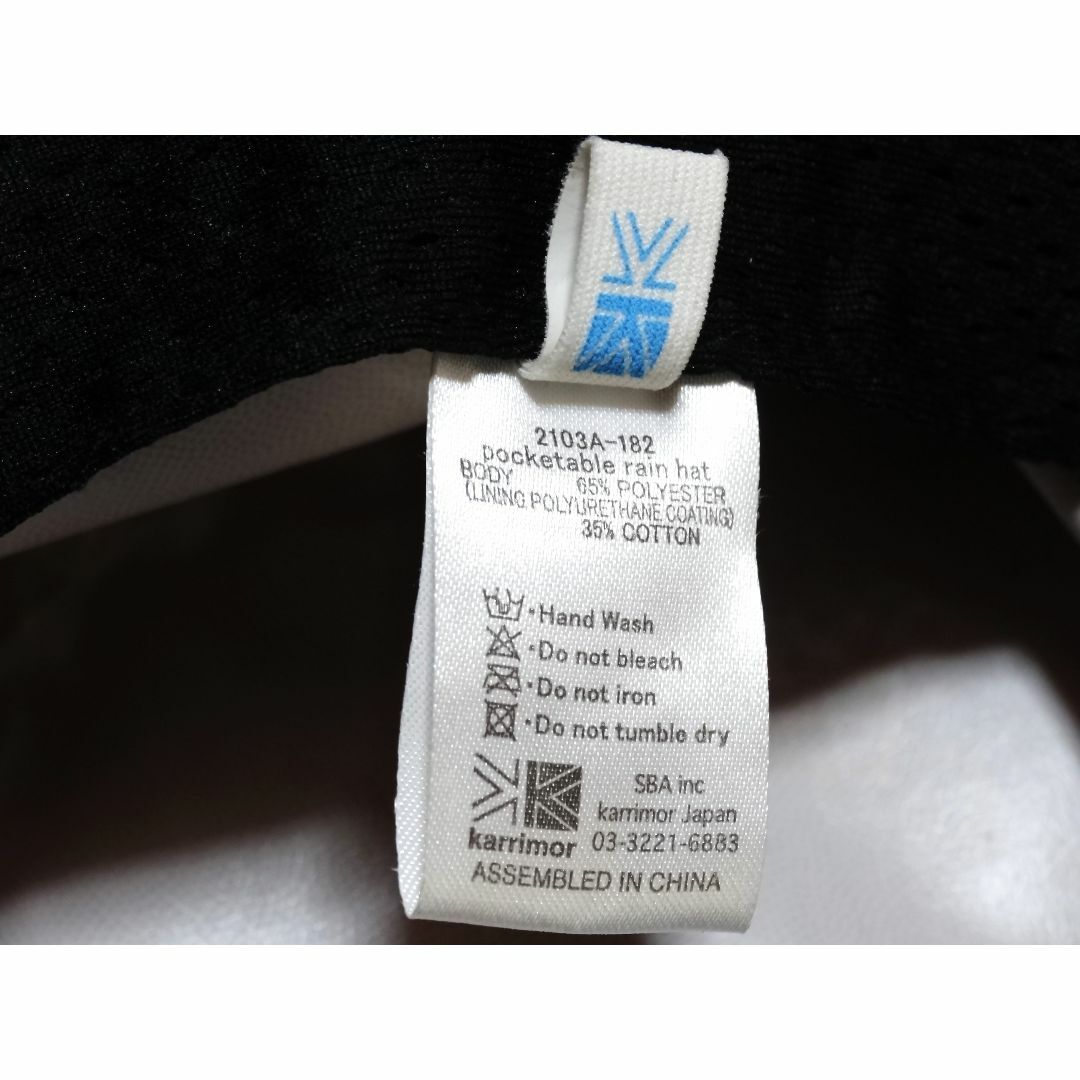 2103A-182
pocketable rain hat
BODY 65% POLYESTER
(LINING POLYURETHANE COATING)
35% COTTON
・Hand Wash
・Do not bleach
・Do not iron
・Do not tumble dry
karrimor
SBA inc
karrimor Japan
03-3221-6883
ASSEMBLED IN CHINA